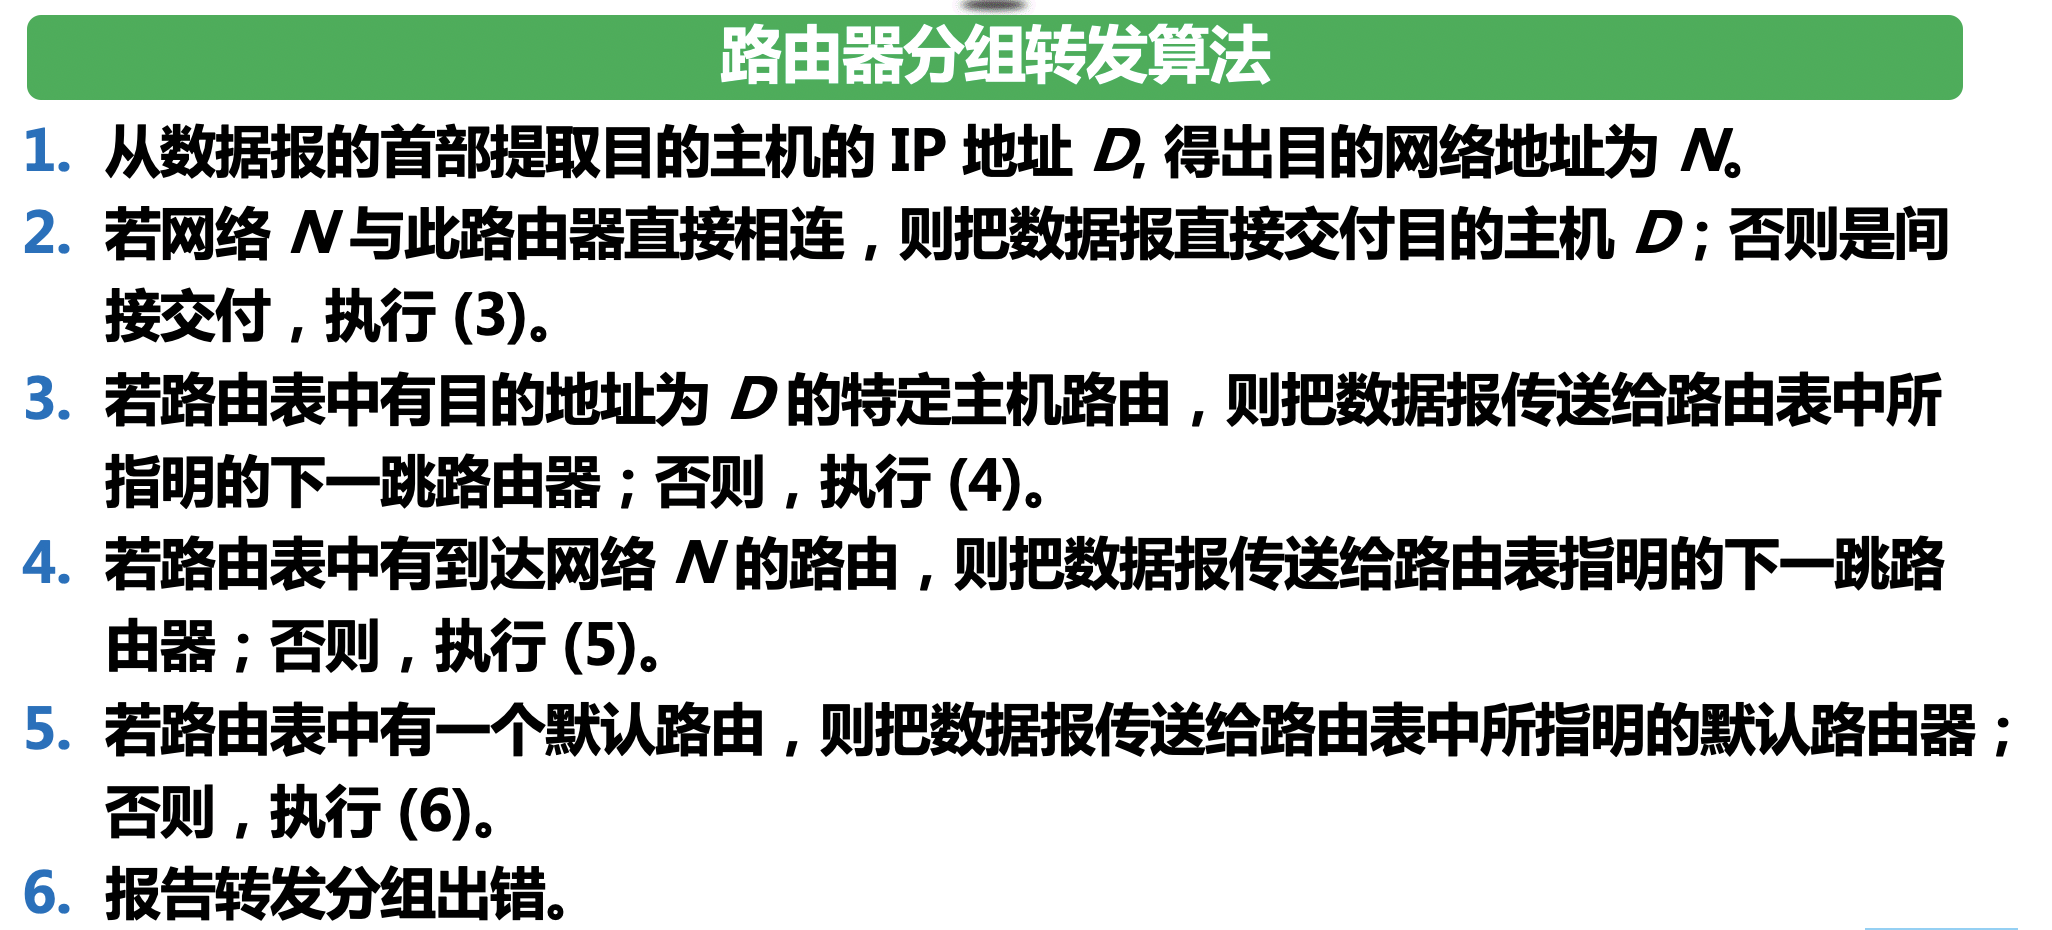 路由器分组转发算法
1. 从数据报的首部提取目的主机的 IP 地址 D, 得出目的网络地址为 N。
2. 若网络 N 与此路由器直接相连，则把数据报直接交付目的主机 D；否则是间
接交付，执行 (3)。
3. 若路由表中有目的地址为 D 的特定主机路由，则把数据报传送给路由表中所
指明的下一跳路由器；否则，执行 (4)。
4. 若路由表中有到达网络 N 的路由，则把数据报传送给路由表指明的下一跳路
由器；否则，执行 (5)。
5. 若路由表中有一个默认路由，则把数据报传送给路由表中所指明的默认路由器；
否则，执行 (6)。
6. 报告转发分组出错。